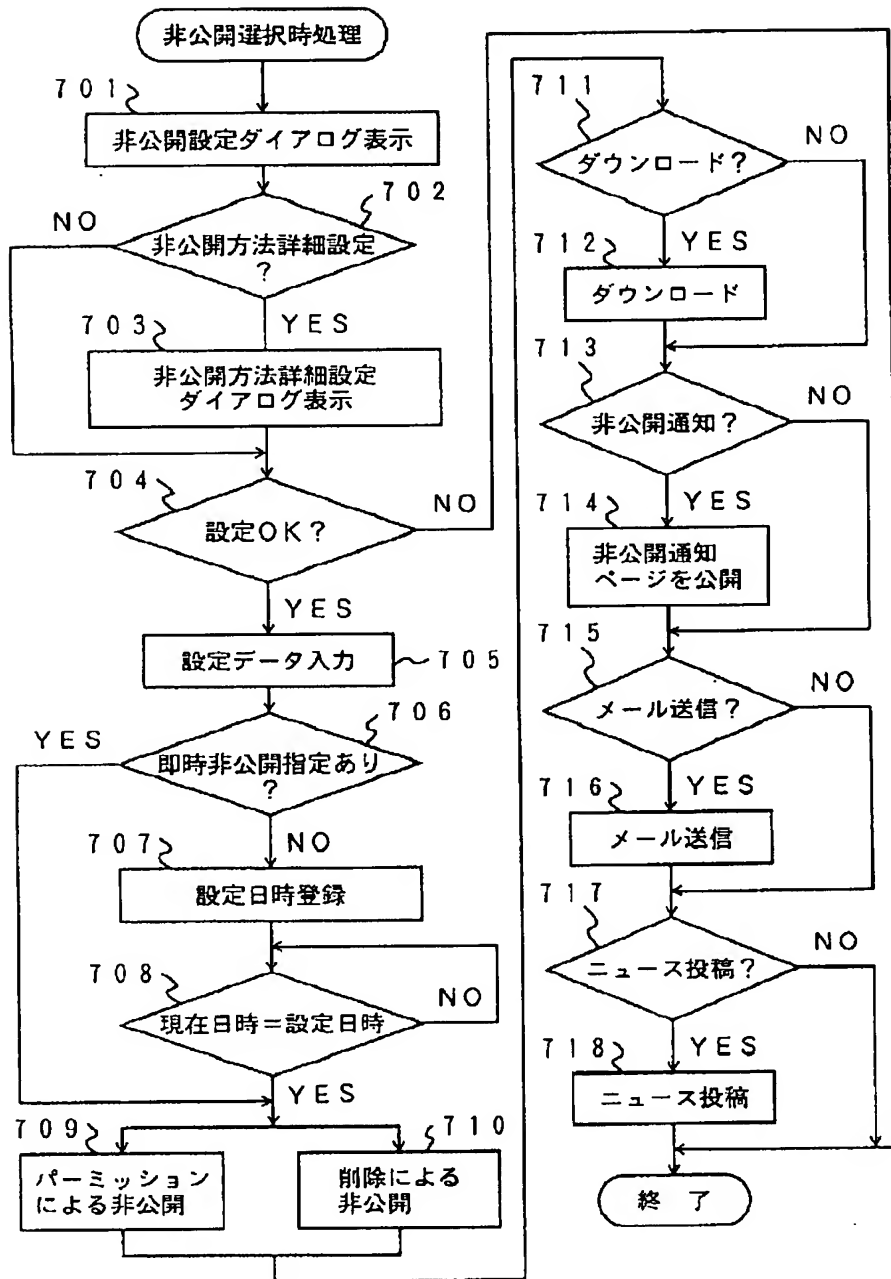 非公開選択時処理
701
非公開設定ダイアログ表示
702
NO
非公開方法詳細設定
?
YES
703
非公開方法詳細設定
ダイアログ表示
704
NO
設定OK?
YES
設定データ入力
705
706
YES
即時非公開指定あり
?
NO
707
設定日時登録
708
NO
現在日時=設定日時
YES
709
パーミッション
による非公開
710
削除による
非公開
711
NO
ダウンロード?
YES
712
ダウンロード
713
NO
非公開通知?
YES
714
非公開通知
ページを公開
715
NO
メール送信?
YES
716
メール送信
717
NO
ニュース投稿?
YES
718
ニュース投稿
終 了